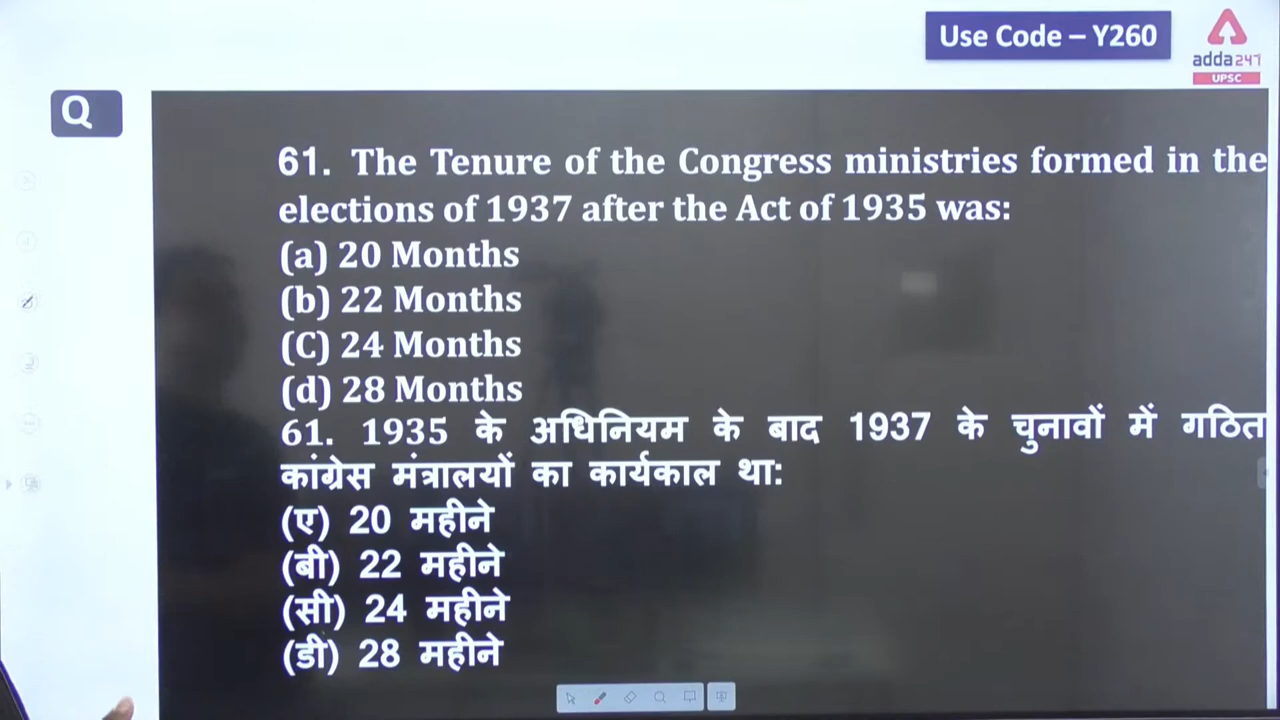 Use Code – Y260
adda247
UPSC
Q
61. The Tenure of the Congress ministries formed in the
elections of 1937 after the Act of 1935 was:
(a) 20 Months
(b) 22 Months
(C) 24 Months
(d) 28 Months
61. 1935 के अधिनियम के बाद 1937 के चुनावों में गठित
कांग्रेस मंत्रालयों का कार्यकाल था:
(ए) 20 महीने
(बी) 22 महीने
(सी) 24 महीने
(डी) 28 महीने